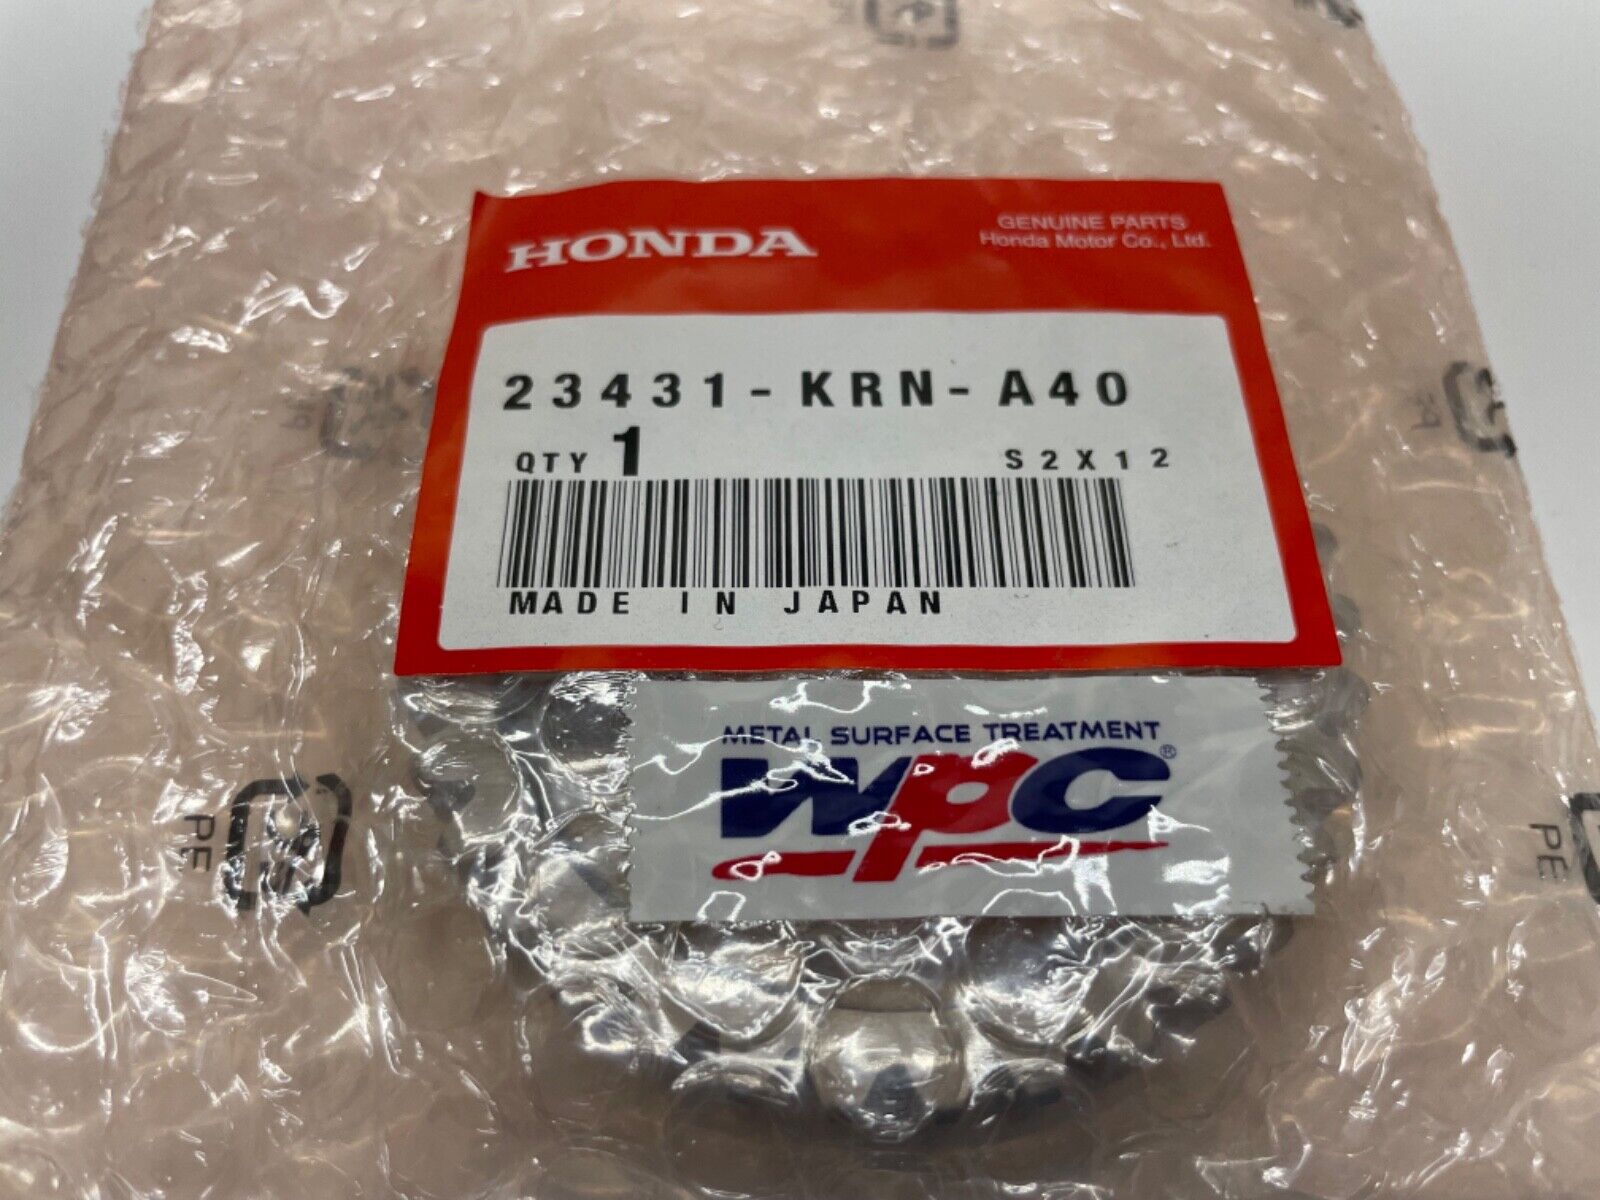 HONDA
GENUINE PARTS
Honda Motor Co., Ltd.
23431-KRN-A40
QTY 1 S2X12
MADE IN JAPAN
METAL SURFACE TREATMENT
WPC®
PE
PE